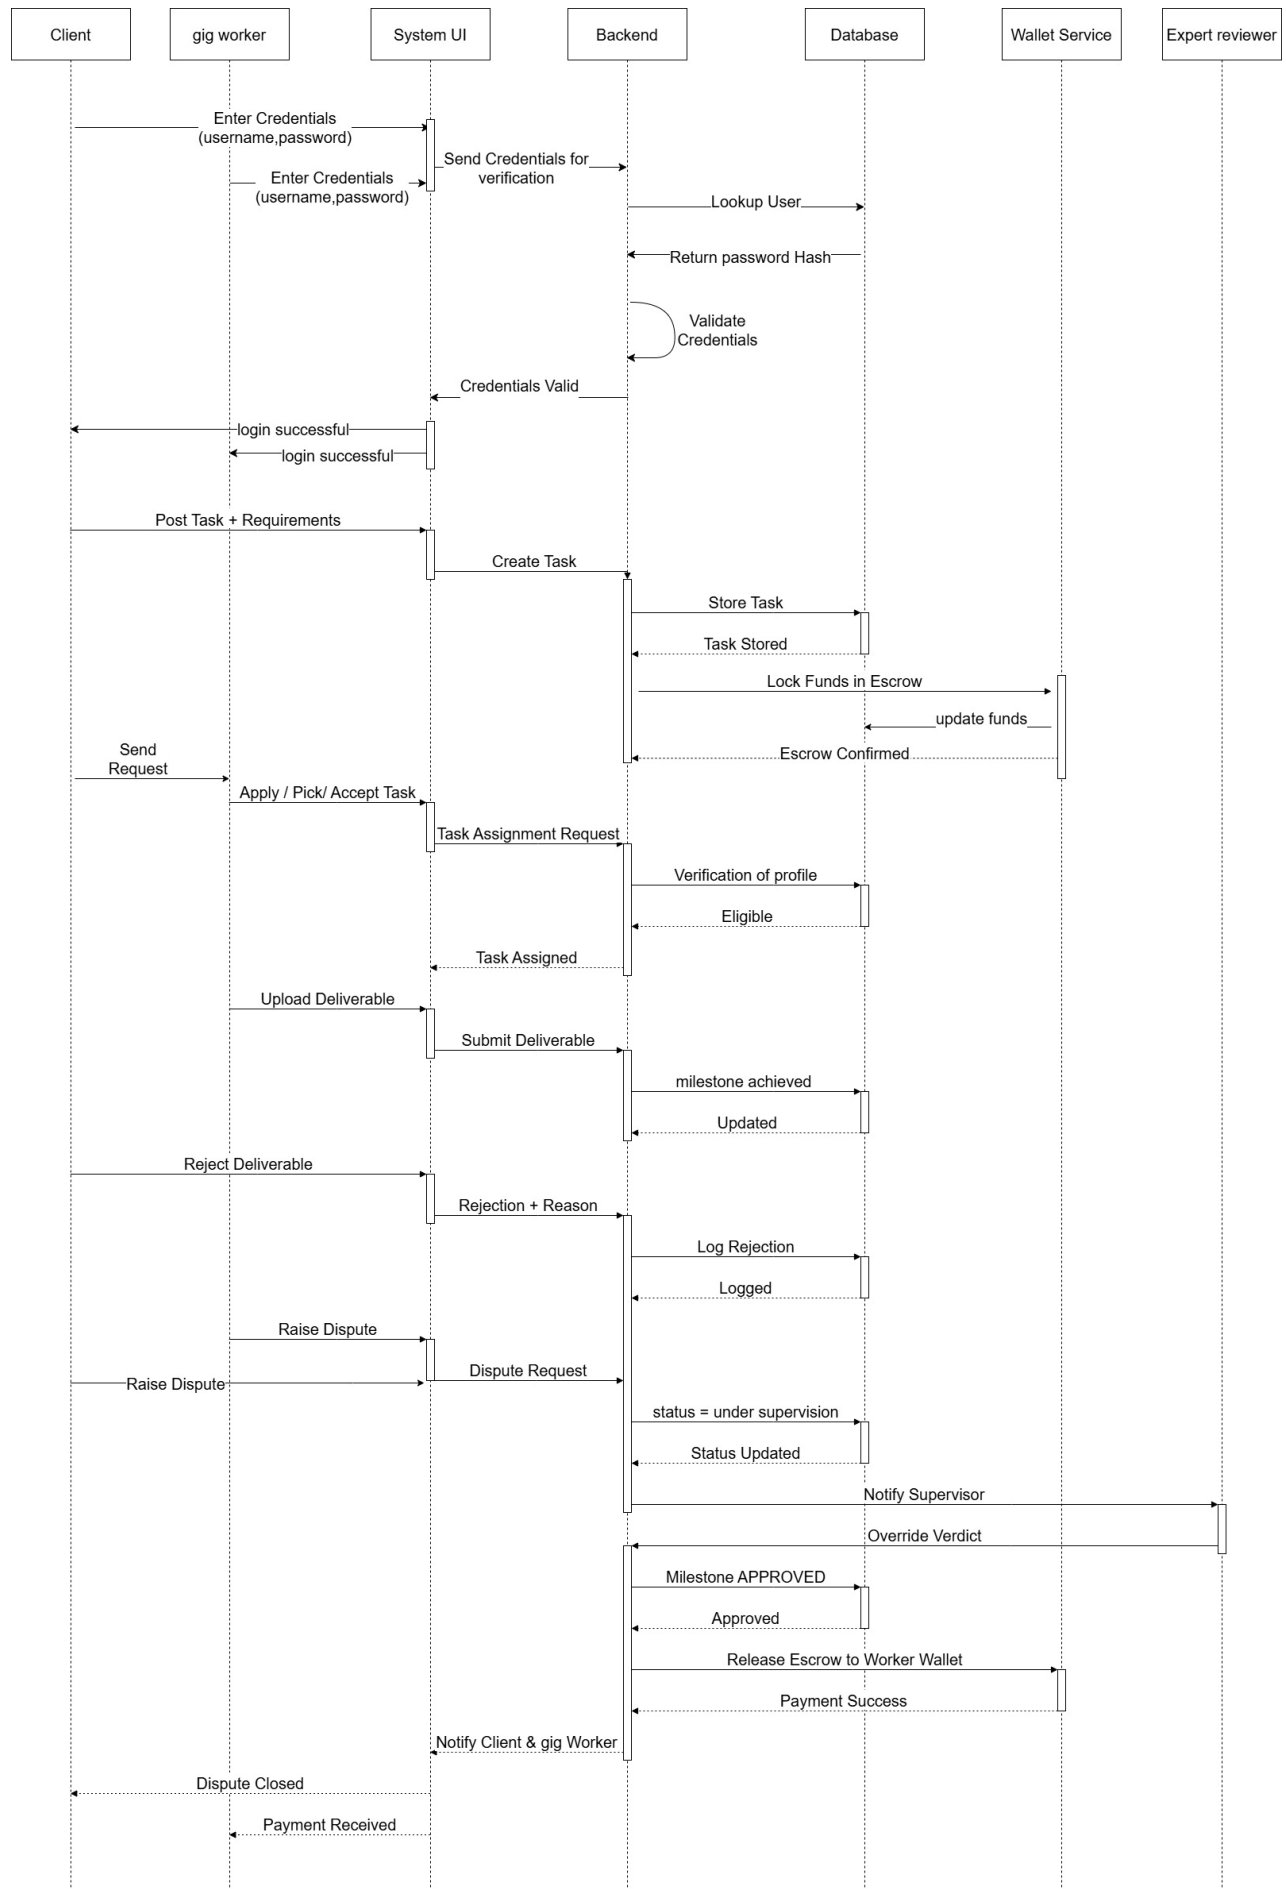 Client
gig worker
System UI
Backend
Database
Wallet Service
Expert reviewer
Enter Credentials
(username,password)
Send Credentials for
verification
Enter Credentials
(username,password)
Lookup User
Return password Hash
Validate
Credentials
Credentials Valid
login successful
login successful
Post Task + Requirements
Create Task
Store Task
Task Stored
Lock Funds in Escrow
update funds
Escrow Confirmed
Send
Request
Apply / Pick/ Accept Task
Task Assignment Request
Verification of profile
Eligible
Task Assigned
Upload Deliverable
Submit Deliverable
milestone achieved
Updated
Reject Deliverable
Rejection + Reason
Log Rejection
Logged
Raise Dispute
Dispute Request
Raise Dispute
status = under supervision
Status Updated
Notify Supervisor
Override Verdict
Milestone APPROVED
Approved
Release Escrow to Worker Wallet
Payment Success
Notify Client & gig Worker
Dispute Closed
Payment Received